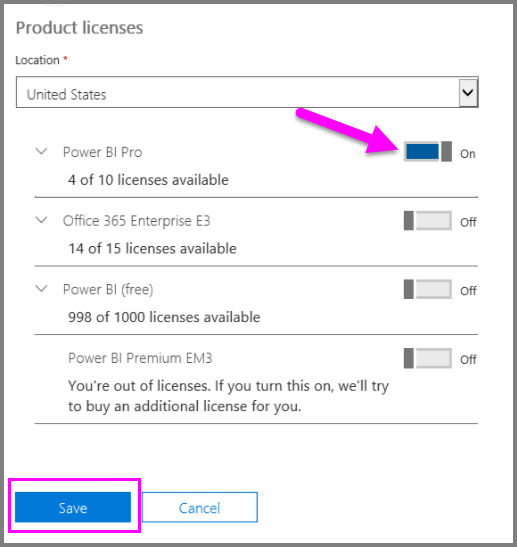 Product licenses
Location *
United States
Power BI Pro
On
4 of 10 licenses available
Office 365 Enterprise E3
Off
14 of 15 licenses available
Power BI (free)
Off
998 of 1000 licenses available
Power BI Premium EM3
Off
You're out of licenses. If you turn this on, we'll try
to buy an additional license for you.
Save
Cancel